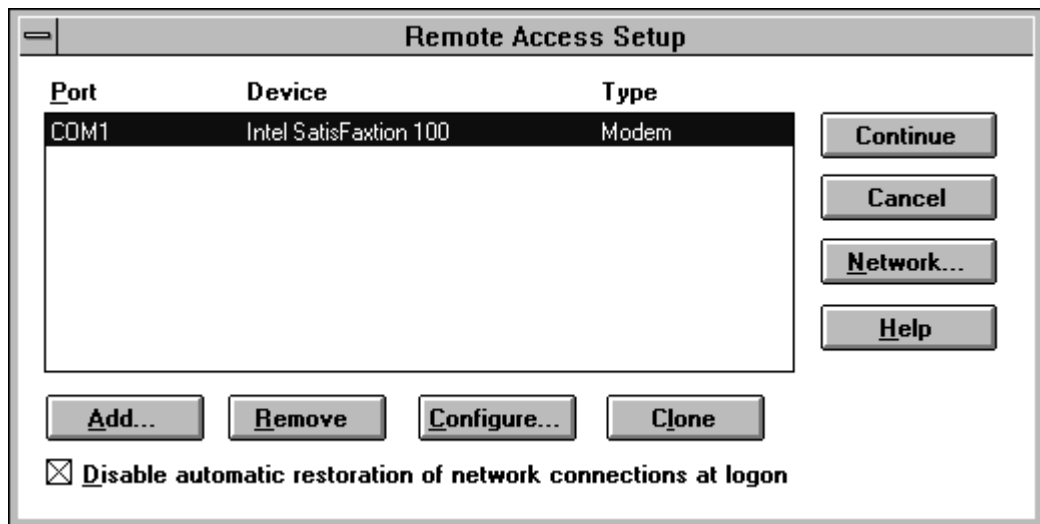 Remote Access Setup
Port Device Type
COM1 Intel SatisFaxtion 100 Modem
Continue
Cancel
Network...
Help
Add... Remove Configure... Clone
Disable automatic restoration of network connections at logon